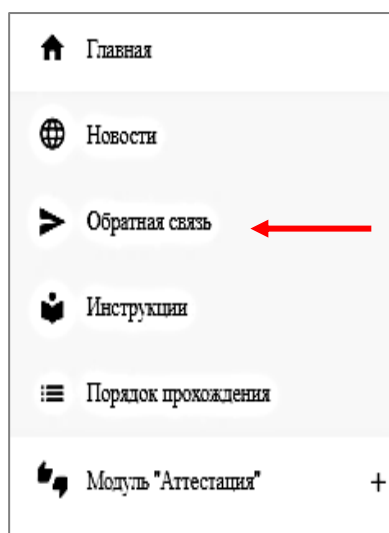 Главная
Новости
Обратная связь
Инструкции
Порядок прохождения
Модуль "Аттестация" +